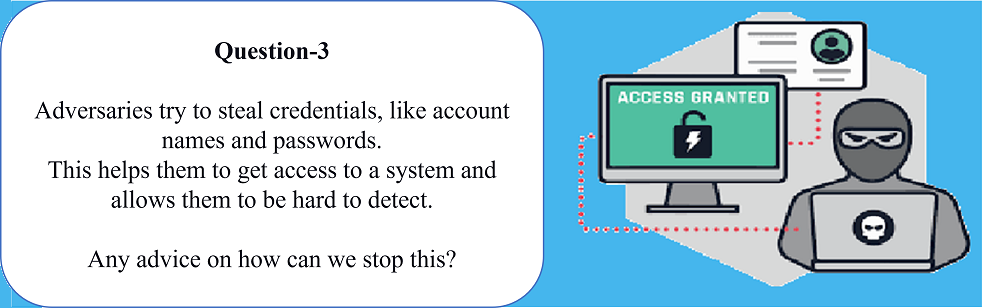 Question-3
Adversaries try to steal credentials, like account
names and passwords.
This helps them to get access to a system and
allows them to be hard to detect.
Any advice on how can we stop this?
ACCESS GRANTED